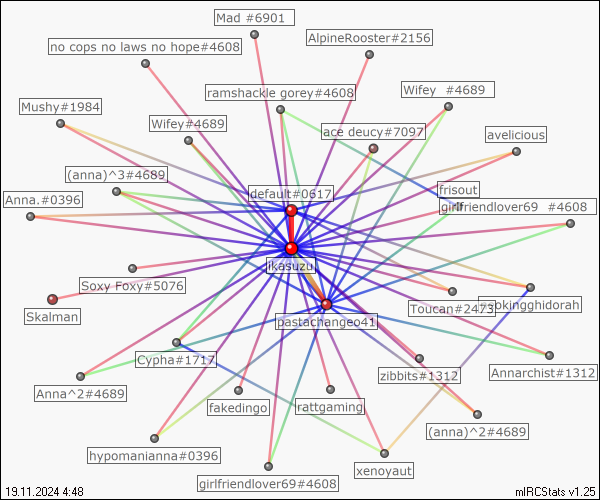 Mad #6901
AlpineRooster#2156
no cops no laws no hope#4608
ramshackle gorey#4608
Wifey #4689
Mushy#1984
Wifey#4689
ace deucy#7097
avelicious
(anna)^3#4689
default#0617
frisout
Anna.#0396
girlfriendlover69 #4608
ikasuzu
Soxy Foxy#5076
Skalman
Toucan#2473
okingghidorah
pastachangeo41
Cypha#1717
zibbits#1312
Annarchist#1312
Anna^2#4689
fakedingo
rattgaming
(anna)^2#4689
hypomanianna#0396
xenoyaut
girlfriendlover69#4608
19.11.2024 4:48
mIRCStats v1.25